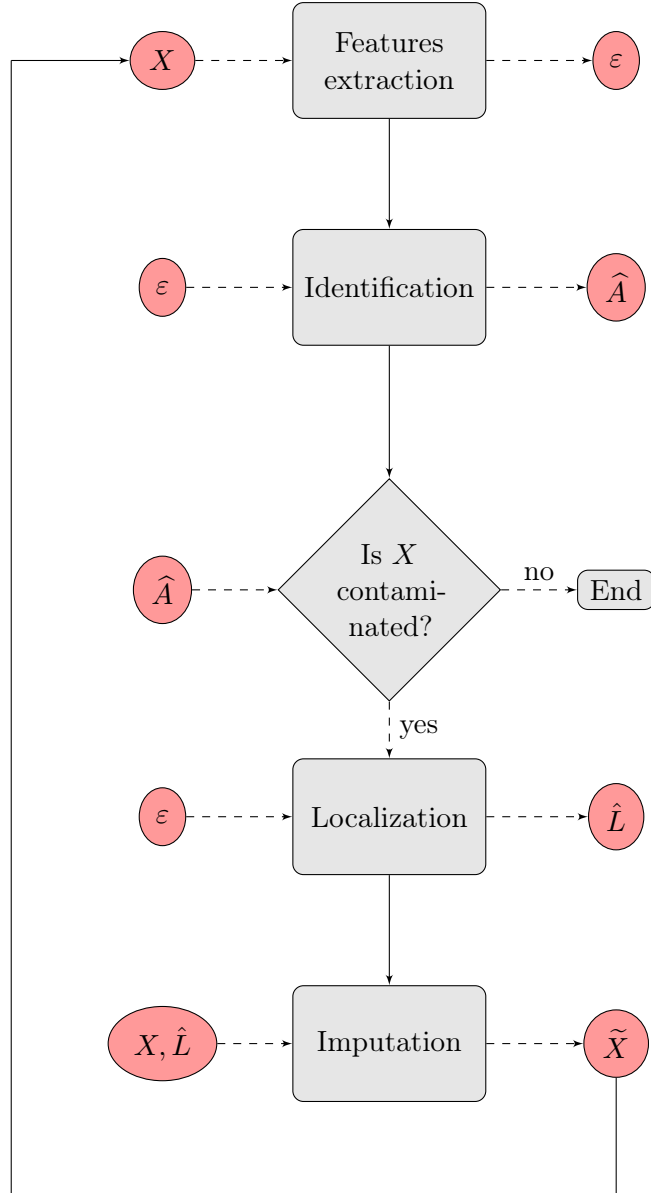 X
Features
extraction
ε
ε
Identification
Â
Â
Is X
contami-
nated?
no
End
yes
ε
Localization
L̂
X, L̂
Imputation
X̃